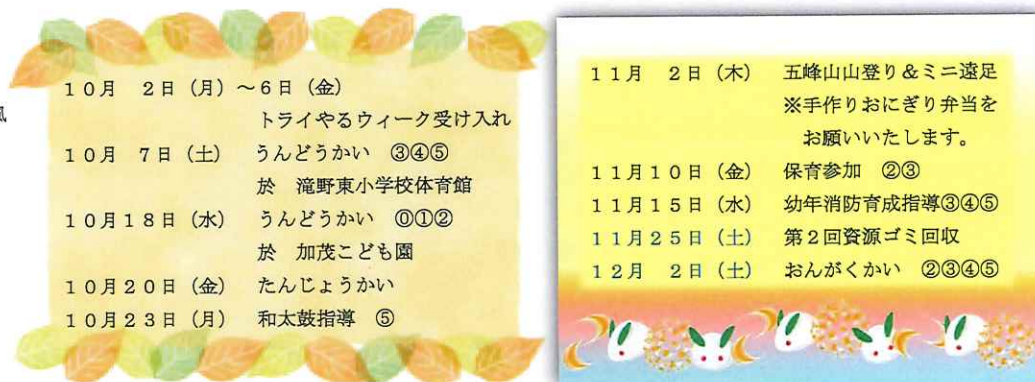 風
10月 2日(月)~6日(金)
トライやるウィーク受け入れ
10月 7日(土) うんどうかい ③④⑤
於 滝野東小学校体育館
10月18日(水) うんどうかい ⓪①②
於 加茂こども園
10月20日(金) たんじょうかい
10月23日(月) 和太鼓指導 ⑤
11月 2日(木) 五峰山山登り&ミニ遠足
※手作りおにぎり弁当を
お願いいたします。
11月10日(金) 保育参加 ②③
11月15日(水) 幼年消防育成指導③④⑤
11月25日(土) 第2回資源ゴミ回収
12月 2日(土) おんがくかい ②③④⑤